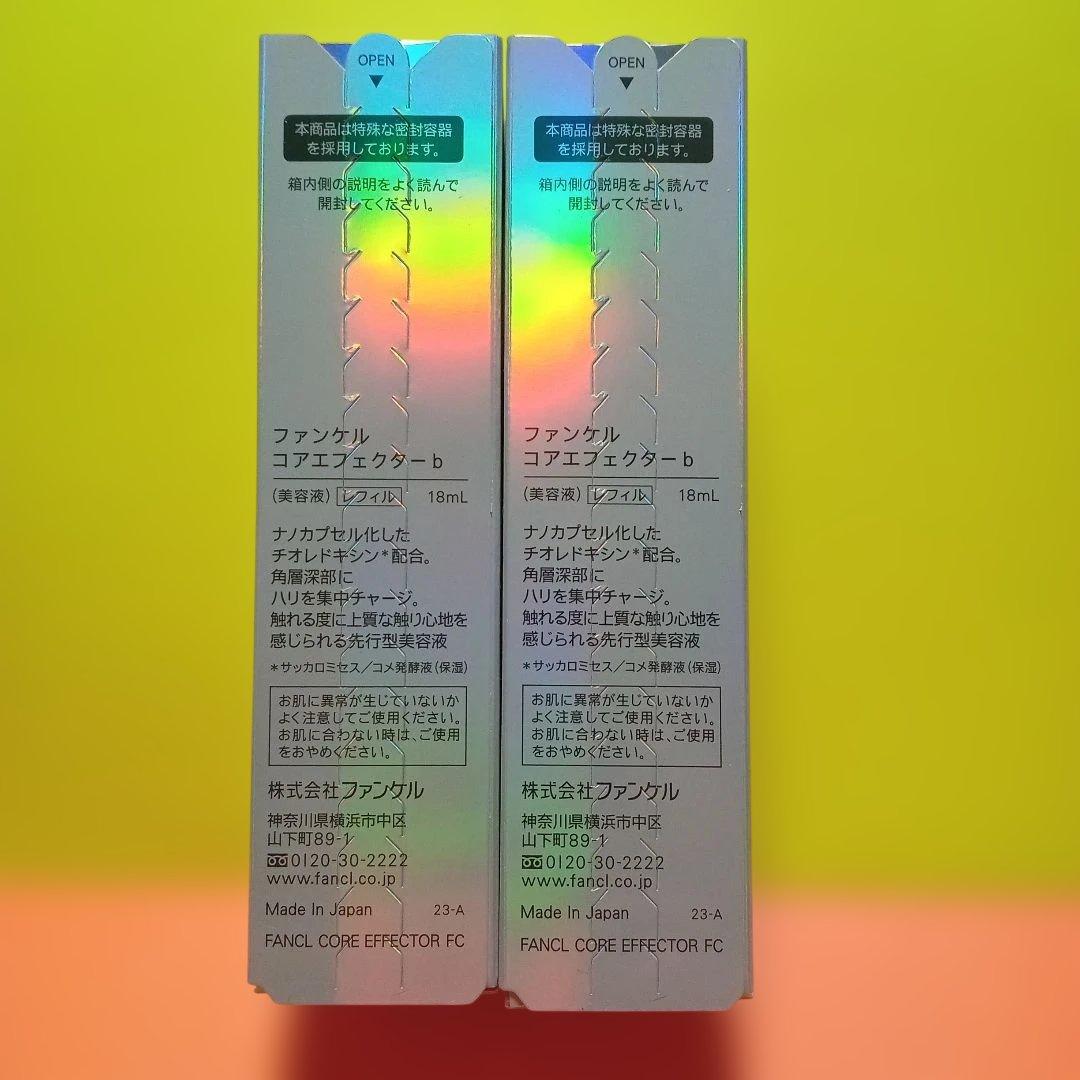 OPEN
本商品は特殊な密封容器
を採用しております。
箱内側の説明をよく読んで
開封してください。
ファンケル
コアエフェクターb
(美容液) レフィル 18mL
ナノカプセル化した
チオレドキシン*配合。
角層深部に
ハリを集中チャージ。
触れる度に上質な触り心地を
感じられる先行型美容液
*サッカロミセス/コメ発酵液(保湿)
お肌に異常が生じていないか
よく注意してご使用ください。
お肌に合わない時は、ご使用
をおやめください。
株式会社ファンケル
神奈川県横浜市中区
山下町89-1
0120-30-2222
www.fancl.co.jp
Made In Japan 23-A
FANCL CORE EFFECTOR FC
OPEN
本商品は特殊な密封容器
を採用しております。
箱内側の説明をよく読んで
開封してください。
ファンケル
コアエフェクターb
(美容液) レフィル 18mL
ナノカプセル化した
チオレドキシン*配合。
角層深部に
ハリを集中チャージ。
触れる度に上質な触り心地を
感じられる先行型美容液
*サッカロミセス/コメ発酵液(保湿)
お肌に異常が生じていないか
よく注意してご使用ください。
お肌に合わない時は、ご使用
をおやめください。
株式会社ファンケル
神奈川県横浜市中区
山下町89-1
0120-30-2222
www.fancl.co.jp
Made In Japan 23-A
FANCL CORE EFFECTOR FC